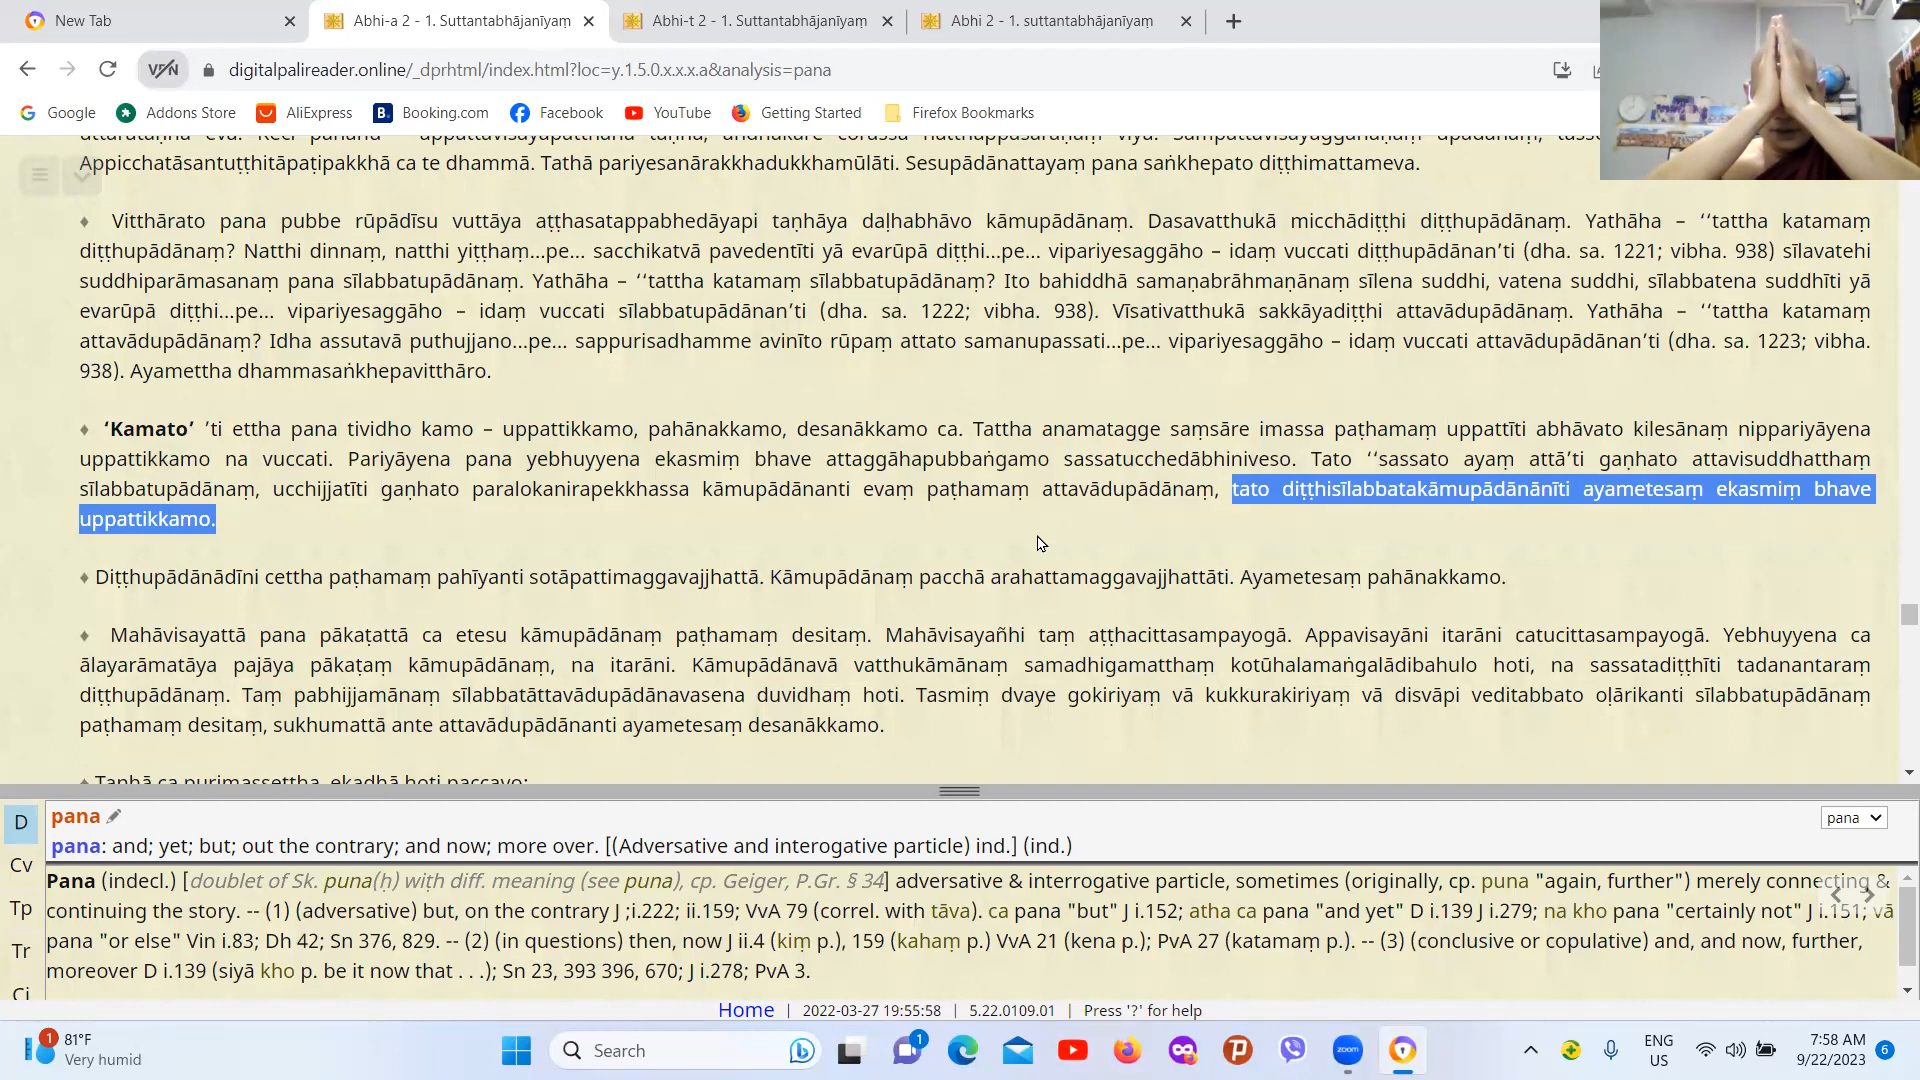 New Tab
Abhi-a 2 - 1. Suttantabhājanīyaṃ
Abhi-t 2 - 1. Suttantabhājanīyaṃ
Abhi 2 - 1. suttantabhājanīyaṃ
VPN
digitalpalireader.online/_dprhtml/index.html?loc=y.1.5.0.x.x.x.a&analysis=pana
Google
Addons Store
AliExpress
Booking.com
Facebook
YouTube
Getting Started
Firefox Bookmarks
Appicchatāsantuṭṭhitāpaṭipakkhā ca te dhammā. Tathā pariyesanārakkhadukkhamūlāti. Sesupādānattayaṃ pana saṅkhepato diṭṭhimattameva.
♦ Vitthārato pana pubbe rūpādīsu vuttāya aṭṭhasatappabhedāyapi taṇhāya daḷhabhāvo kāmupādānaṃ. Dasavatthukā micchādiṭṭhi diṭṭhupādānaṃ. Yathāha – ‘‘tattha katamaṃ
diṭṭhupādānaṃ? Natthi dinnaṃ, natthi yiṭṭhaṃ...pe... sacchikatvā pavedentīti yā evarūpā diṭṭhi...pe... vipariyesaggāho – idaṃ vuccati diṭṭhupādānan’ti (dha. sa. 1221; vibha. 938) sīlavatehi
suddhiparāmasanaṃ pana sīlabbatupādānaṃ. Yathāha – ‘‘tattha katamaṃ sīlabbatupādānaṃ? Ito bahiddhā samaṇabrāhmaṇānaṃ sīlena suddhi, vatena suddhi, sīlabbatena suddhīti yā
evarūpā diṭṭhi...pe... vipariyesaggāho – idaṃ vuccati sīlabbatupādānan’ti (dha. sa. 1222; vibha. 938). Vīsativatthukā sakkāyadiṭṭhi attavādupādānaṃ. Yathāha – ‘‘tattha katamaṃ
attavādupādānaṃ? Idha assutavā puthujjano...pe... sappurisadhamme avinīto rūpaṃ attato samanupassati...pe... vipariyesaggāho – idaṃ vuccati attavādupādānan’ti (dha. sa. 1223; vibha.
938). Ayamettha dhammasaṅkhepavitthāro.
♦ ‘Kamato’ ’ti ettha pana tividho kamo – uppattikkamo, pahānakkamo, desanākkamo ca. Tattha anamatagge saṃsāre imassa paṭhamaṃ uppattīti abhāvato kilesānaṃ nippariyāyena
uppattikkamo na vuccati. Pariyāyena pana yebhuyyena ekasmiṃ bhave attaggāhapubbaṅgamo sassatucchedābhiniveso. Tato ‘‘sassato ayaṃ attā’ti gaṇhato attavisuddhatthaṃ
sīlabbatupādānaṃ, ucchijjatīti gaṇhato paralokanirapekkhassa kāmupādānanti evaṃ paṭhamaṃ attavādupādānaṃ, tato diṭṭhisīlabbatakāmupādānānīti ayametesaṃ ekasmiṃ bhave
uppattikkamo.
♦ Diṭṭhupādānādīni cettha paṭhamaṃ pahīyanti sotāpattimaggavajjhattā. Kāmupādānaṃ pacchā arahattamaggavajjhattāti. Ayametesaṃ pahānakkamo.
♦ Mahāvisayattā pana pākaṭattā ca etesu kāmupādānaṃ paṭhamaṃ desitaṃ. Mahāvisayañhi taṃ aṭṭhacittasampayogā. Appavisayāni itarāni catucittasampayogā. Yebhuyyena ca
ālayarāmatāya pajāya pākaṭaṃ kāmupādānaṃ, na itarāni. Kāmupādānavā vatthukāmānaṃ samadhigamatthaṃ kotūhalamaṅgalādibahulo hoti, na sassatadiṭṭhīti tadanantaraṃ
diṭṭhupādānaṃ. Taṃ pabhijjamānaṃ sīlabbatāttavādupādānavasena duvidhaṃ hoti. Tasmiṃ dvaye gokiriyaṃ vā kukkurakiriyaṃ vā disvāpi veditabbato oḷārikanti sīlabbatupādānaṃ
paṭhamaṃ desitaṃ, sukhumattā ante attavādupādānanti ayametesaṃ desanākkamo.
♦ Taṇhā ca purimassettha, ekadhā hoti paccayo;
D
Cv
Tp
Tr
Ci
pana
pana
pana: and; yet; but; out the contrary; and now; more over. [(Adversative and interogative particle) ind.] (ind.)
Pana (indecl.) [doublet of Sk. puna(ḥ) wiṭh diff. meaning (see puna), cp. Geiger, P.Gr. § 34] adversative & interrogative particle, sometimes (originally, cp. puna "again, further") merely connecting &
continuing the story. -- (1) (adversative) but, on the contrary J ;i.222; ii.159; VvA 79 (correl. with tāva). ca pana "but" J i.152; atha ca pana "and yet" D i.139 J i.279; na kho pana "certainly not" J i.151; vā
pana "or else" Vin i.83; Dh 42; Sn 376, 829. -- (2) (in questions) then, now J ii.4 (kiṃ p.), 159 (kahaṃ p.) VvA 21 (kena p.); PvA 27 (katamaṃ p.). -- (3) (conclusive or copulative) and, and now, further,
moreover D i.139 (siyā kho p. be it now that . . .); Sn 23, 393 396, 670; J i.278; PvA 3.
Home | 2022-03-27 19:55:58 | 5.22.0109.01 | Press '?' for help
1
81°F
Very humid
Search
1
zoom
ENG
US
7:58 AM
9/22/2023
6